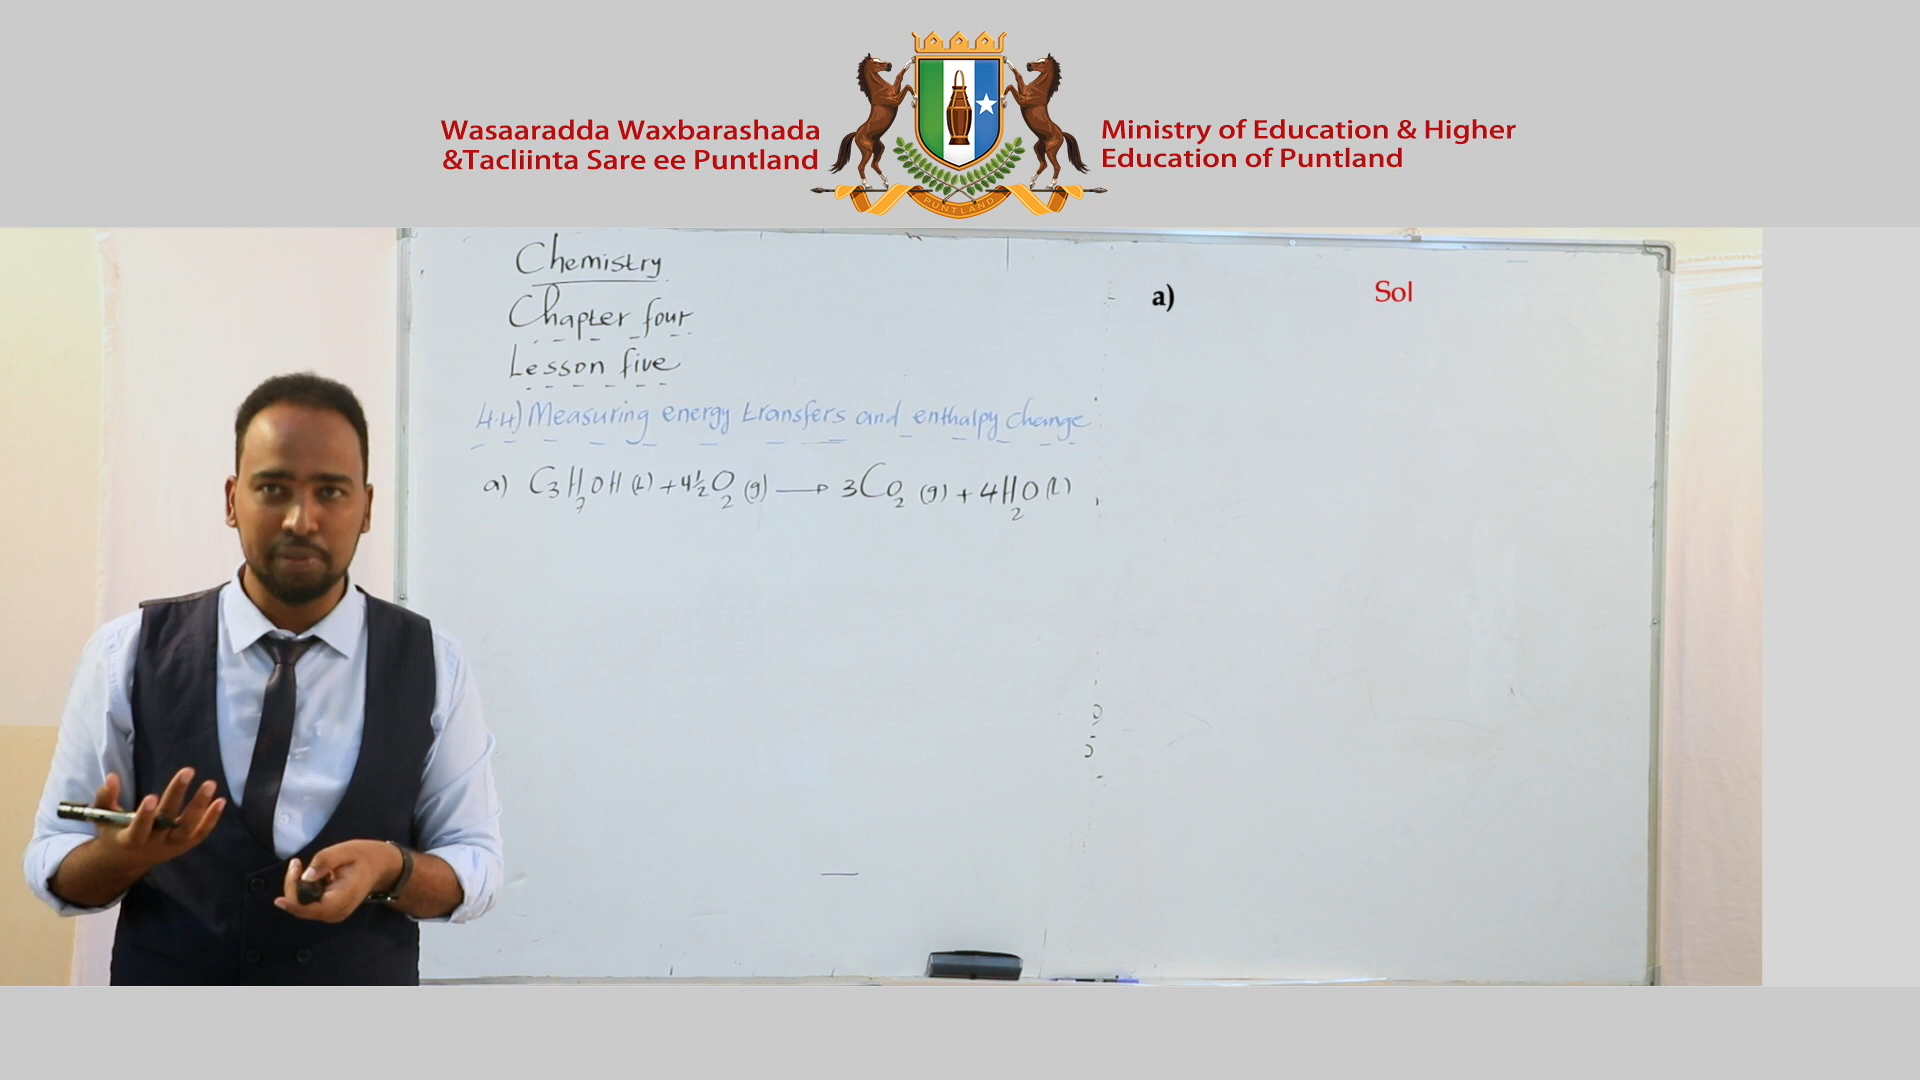 Wasaaradda Waxbarashada
&Tacliinta Sare ee Puntland
PUNTLAND
Ministry of Education & Higher
Education of Puntland
Chemistry
Chapter four
Lesson five
4.4) Measuring energy transfers and enthalpy change
a) C3H7OH (L) + 4½O2 (g) → 3CO2 (g) + 4H2O (L)
a) Sol